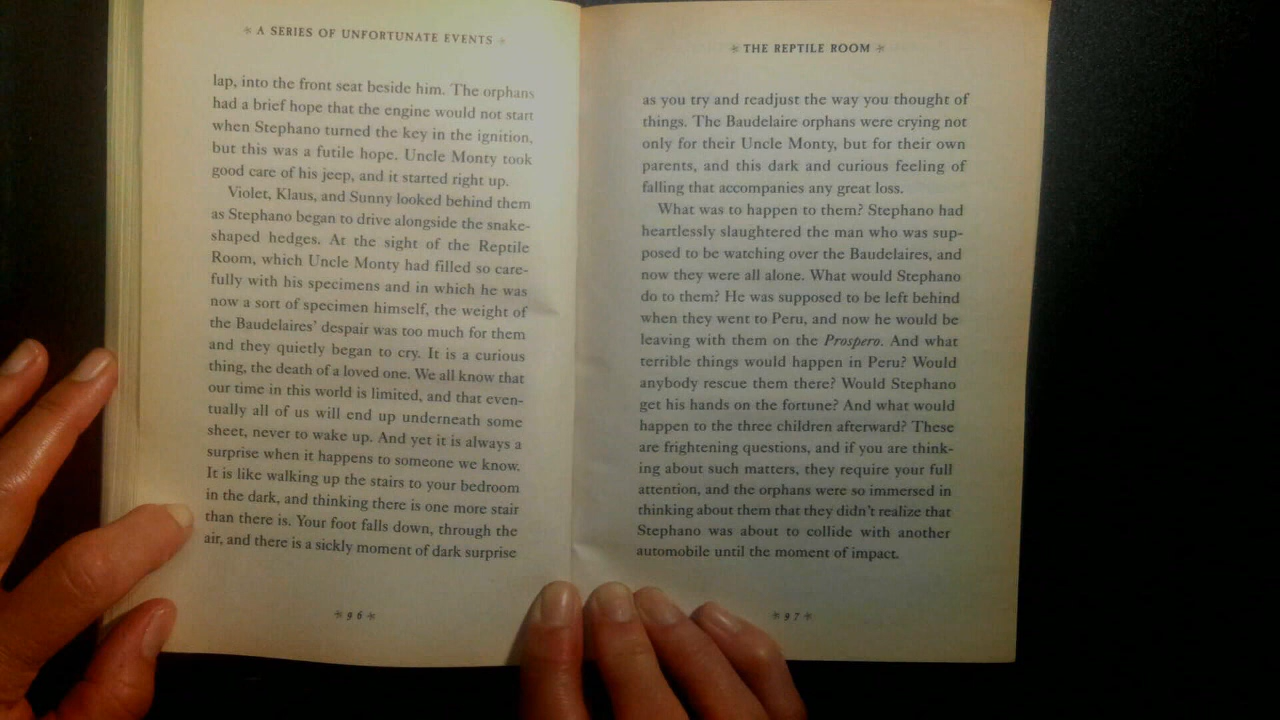 * A SERIES OF UNFORTUNATE EVENTS *
lap, into the front seat beside him. The orphans
had a brief hope that the engine would not start
when Stephano turned the key in the ignition,
but this was a futile hope. Uncle Monty took
good care of his jeep, and it started right up.
Violet, Klaus, and Sunny looked behind them
as Stephano began to drive alongside the snake-
shaped hedges. At the sight of the Reptile
Room, which Uncle Monty had filled so care-
fully with his specimens and in which he was
now a sort of specimen himself, the weight of
the Baudelaires' despair was too much for them
and they quietly began to cry. It is a curious
thing, the death of a loved one. We all know that
our time in this world is limited, and that even-
tually all of us will end up underneath some
sheet, never to wake up. And yet it is always a
surprise when it happens to someone we know.
It is like walking up the stairs to your bedroom
in the dark, and thinking there is one more stair
than there is. Your foot falls down, through the
air, and there is a sickly moment of dark surprise
* 96 *
* THE REPTILE ROOM *
as you try and readjust the way you thought of
things. The Baudelaire orphans were crying not
only for their Uncle Monty, but for their own
parents, and this dark and curious feeling of
falling that accompanies any great loss.
What was to happen to them? Stephano had
heartlessly slaughtered the man who was sup-
posed to be watching over the Baudelaires, and
now they were all alone. What would Stephano
do to them? He was supposed to be left behind
when they went to Peru, and now he would be
leaving with them on the Prospero. And what
terrible things would happen in Peru? Would
anybody rescue them there? Would Stephano
get his hands on the fortune? And what would
happen to the three children afterward? These
are frightening questions, and if you are think-
ing about such matters, they require your full
attention, and the orphans were so immersed in
thinking about them that they didn't realize that
Stephano was about to collide with another
automobile until the moment of impact.
* 97 *